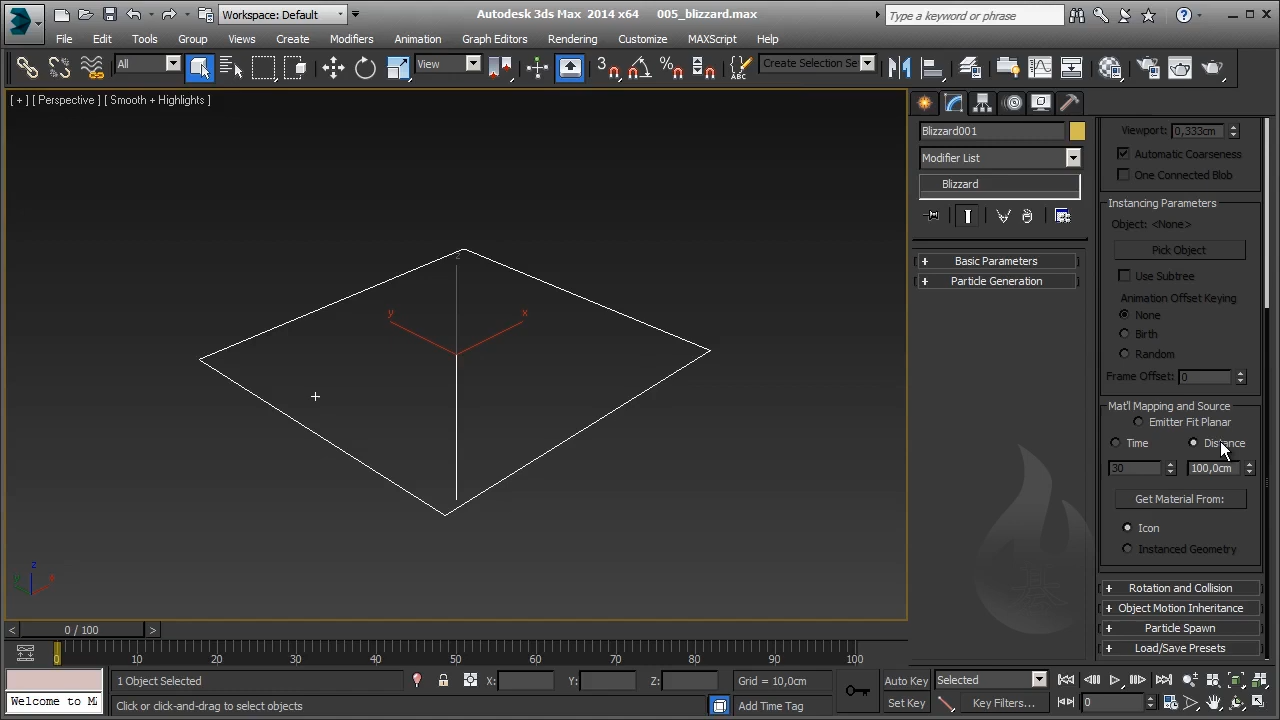 Workspace: Default
Autodesk 3ds Max 2014 x64 005_blizzard.max
Type a keyword or phrase
File Edit Tools Group Views Create Modifiers Animation Graph Editors Rendering Customize MAXScript Help
All View Create Selection Se
[ + ] [ Perspective ] [ Smooth + Highlights ]
Blizzard001
Modifier List
Blizzard
+ Basic Parameters
+ Particle Generation
Viewport: 0,333cm
Automatic Coarseness
One Connected Blob
Instancing Parameters
Object: <None>
Pick Object
Use Subtree
Animation Offset Keying
None
Birth
Random
Frame Offset: 0
Mat'l Mapping and Source
Emitter Fit Planar
Time Distance
30 100,0cm
Get Material From:
Icon
Instanced Geometry
+ Rotation and Collision
+ Object Motion Inheritance
+ Particle Spawn
+ Load/Save Presets
y x
z
x
< 0 / 100 >
0 10 20 30 40 50 60 70 80 90 100
1 Object Selected X: Y: Z: Grid = 10,0cm Auto Key Selected
Welcome to Click or click-and-drag to select objects Add Time Tag Set Key Key Filters... 0